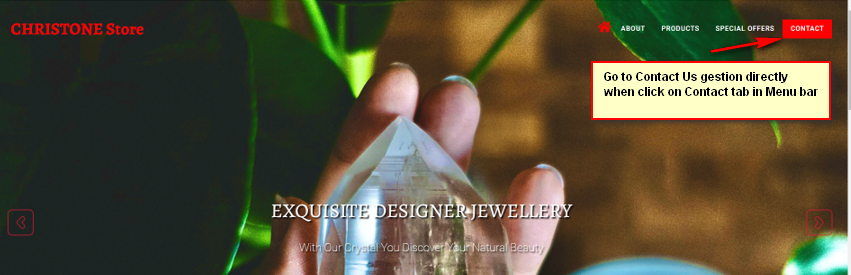 CHRISTONE Store
ABOUT PRODUCTS SPECIAL OFFERS CONTACT
Go to Contact Us gestion directly
when click on Contact tab in Menu bar
EXQUISITE DESIGNER JEWELLERY
With Our Crystal You Discover Your Natural Beauty